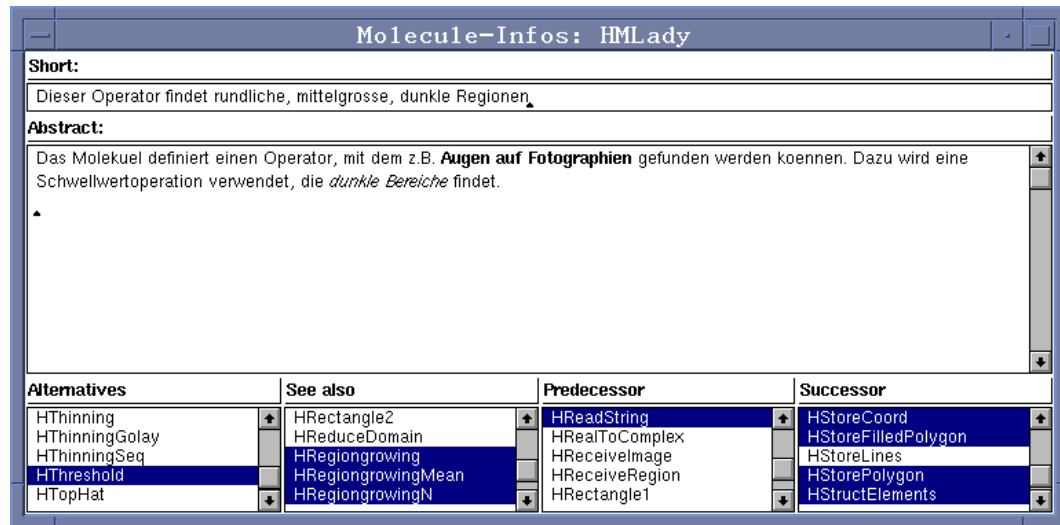 Molecule-Infos: HMLady
Short:
Dieser Operator findet rundliche, mittelgrosse, dunkle Regionen
Abstract:
Das Molekuel definiert einen Operator, mit dem z.B. Augen auf Fotographien gefunden werden koennen. Dazu wird eine
Schwellwertoperation verwendet, die dunkle Bereiche findet.
Alternatives
HThinning
HThinningGolay
HThinningSeq
HThreshold
HTopHat
See also
HRectangle2
HReduceDomain
HRegiongrowing
HRegiongrowingMean
HRegiongrowingN
Predecessor
HReadString
HRealToComplex
HReceiveImage
HReceiveRegion
HRectangle1
Successor
HStoreCoord
HStoreFilledPolygon
HStoreLines
HStorePolygon
HStructElements